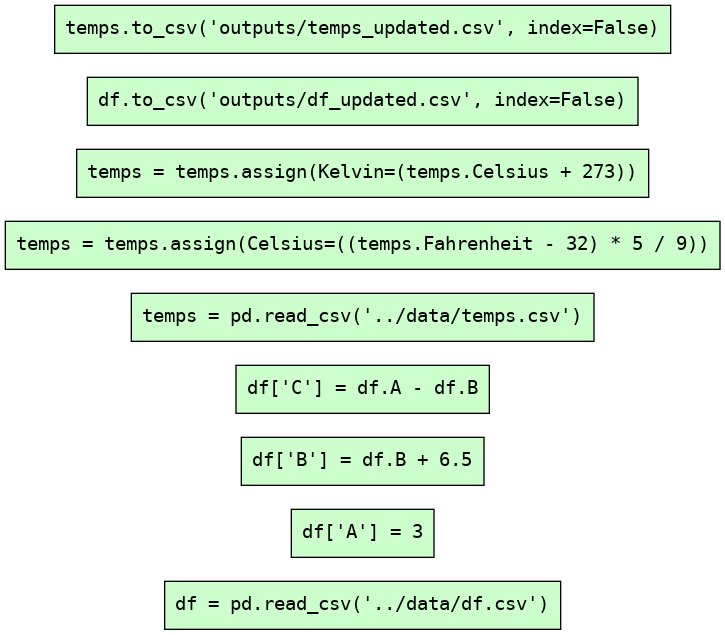 temps.to_csv('outputs/temps_updated.csv', index=False)
df.to_csv('outputs/df_updated.csv', index=False)
temps = temps.assign(Kelvin=(temps.Celsius + 273))
temps = temps.assign(Celsius=((temps.Fahrenheit - 32) * 5 / 9))
temps = pd.read_csv('../data/temps.csv')
df['C'] = df.A - df.B
df['B'] = df.B + 6.5
df['A'] = 3
df = pd.read_csv('../data/df.csv')